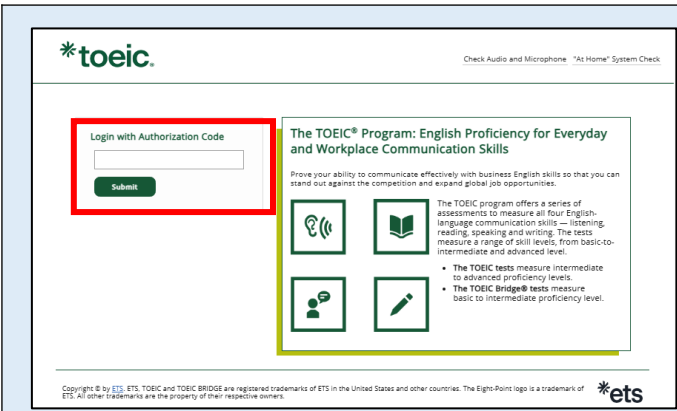 toeic.
Check Audio and Microphone "At Home" System Check
Login with Authorization Code
Submit
The TOEIC® Program: English Proficiency for Everyday
and Workplace Communication Skills
Prove your ability to communicate effectively with business English skills so that you can
stand out against the competition and expand global job opportunities.
The TOEIC program offers a series of
assessments to measure all four English-
language communication skills — listening,
reading, speaking and writing. The tests
measure a range of skill levels, from basic-to-
intermediate and advanced level.
• The TOEIC tests measure intermediate
to advanced proficiency levels.
• The TOEIC Bridge® tests measure
basic to intermediate proficiency level.
Copyright © by ETS. ETS, TOEIC and TOEIC BRIDGE are registered trademarks of ETS in the United States and other countries. The Eight-Point logo is a trademark of
ETS. All other trademarks are the property of their respective owners.
ets